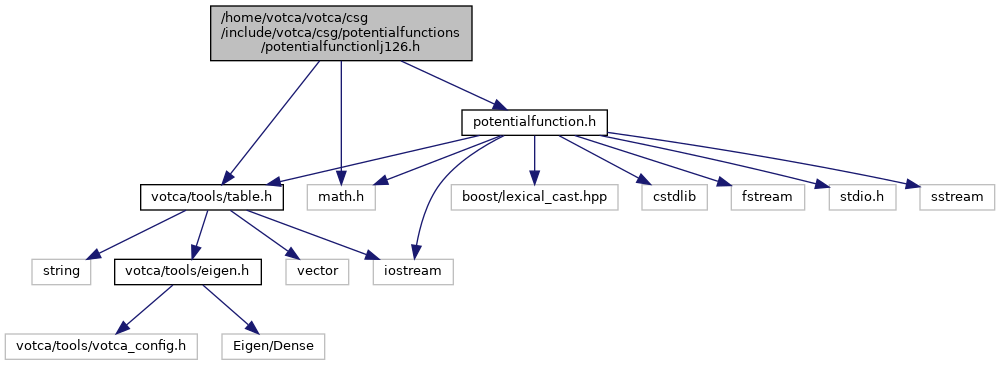 /home/votca/votca/csg
/include/votca/csg/potentialfunctions
/potentialfunctionlj126.h
potentialfunction.h
votca/tools/table.h
math.h
boost/lexical_cast.hpp
cstdlib
fstream
stdio.h
sstream
string
votca/tools/eigen.h
vector
iostream
votca/tools/votca_config.h
Eigen/Dense